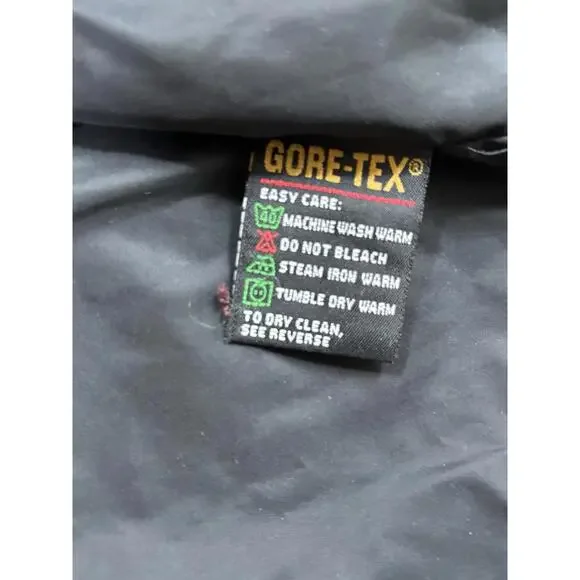 GORE-TEX®
EASY CARE:
40 MACHINE WASH WARM
DO NOT BLEACH
STEAM IRON WARM
TUMBLE DRY WARM
TO DRY CLEAN,
SEE REVERSE